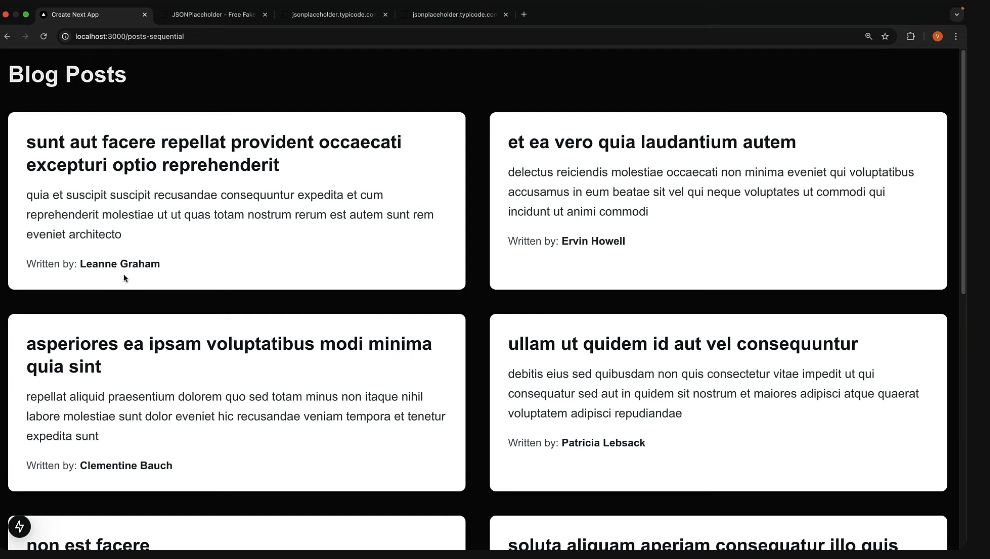 Create Next App
JSONPlaceholder - Free Fake
jsonplaceholder.typicode.com
jsonplaceholder.typicode.com
localhost:3000/posts-sequential
V
Blog Posts
sunt aut facere repellat provident occaecati
excepturi optio reprehenderit
quia et suscipit suscipit recusandae consequuntur expedita et cum
reprehenderit molestiae ut ut quas totam nostrum rerum est autem sunt rem
eveniet architecto
Written by: Leanne Graham
et ea vero quia laudantium autem
delectus reiciendis molestiae occaecati non minima eveniet qui voluptatibus
accusamus in eum beatae sit vel qui neque voluptates ut commodi qui
incidunt ut animi commodi
Written by: Ervin Howell
asperiores ea ipsam voluptatibus modi minima
quia sint
repellat aliquid praesentium dolorem quo sed totam minus non itaque nihil
labore molestiae sunt dolor eveniet hic recusandae veniam tempora et tenetur
expedita sunt
Written by: Clementine Bauch
ullam ut quidem id aut vel consequuntur
debitis eius sed quibusdam non quis consectetur vitae impedit ut qui
consequatur sed aut in quidem sit nostrum et maiores adipisci atque quaerat
voluptatem adipisci repudiandae
Written by: Patricia Lebsack
non est facere
soluta aliquam aperiam consequatur illo quis